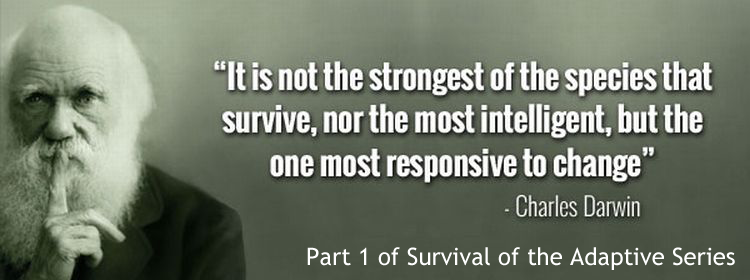 “It is not the strongest of the species that
survive, nor the most intelligent, but the
one most responsive to change”
- Charles Darwin
Part 1 of Survival of the Adaptive Series